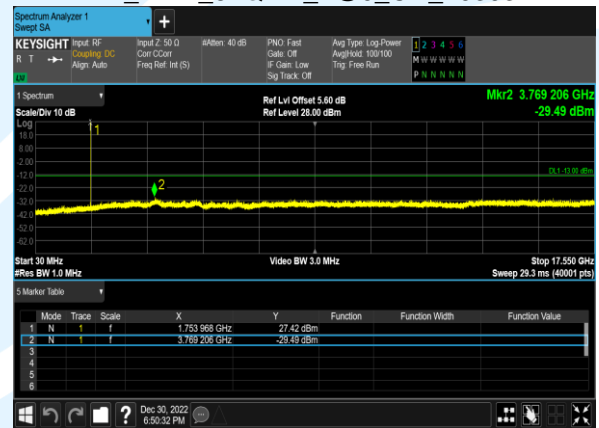 Spectrum Analyzer 1
Swept SA
KEYSIGHT Input: RF Input Z: 50 Ω #Atten: 40 dB PNO: Fast Avg Type: Log-Power 1 2 3 4 5 6
R T Coupling: DC Corr CCorr Gate: Off Avg|Hold: 100/100 M W W W W W
Align: Auto Freq Ref: Int (S) IF Gain: Low Trig: Free Run
Sig Track: Off P N N N N N
1 Spectrum Ref Lvl Offset 5.60 dB Mkr2 3.769 206 GHz
Scale/Div 10 dB Ref Level 28.00 dBm -29.49 dBm
Log
1
18.0
8.00
-2.00
DL1 -13.00 dBm
-12.0
2
-22.0
-32.0
-42.0
-52.0
-62.0
Start 30 MHz Video BW 3.0 MHz Stop 17.550 GHz
#Res BW 1.0 MHz Sweep 29.3 ms (40001 pts)
5 Marker Table
Mode Trace Scale X Y Function Function Width Function Value
1 N 1 f 1.753 968 GHz 27.42 dBm
2 N 1 f 3.769 206 GHz -29.49 dBm
3
4
5
6
? Dec 30, 2022
6:50:32 PM